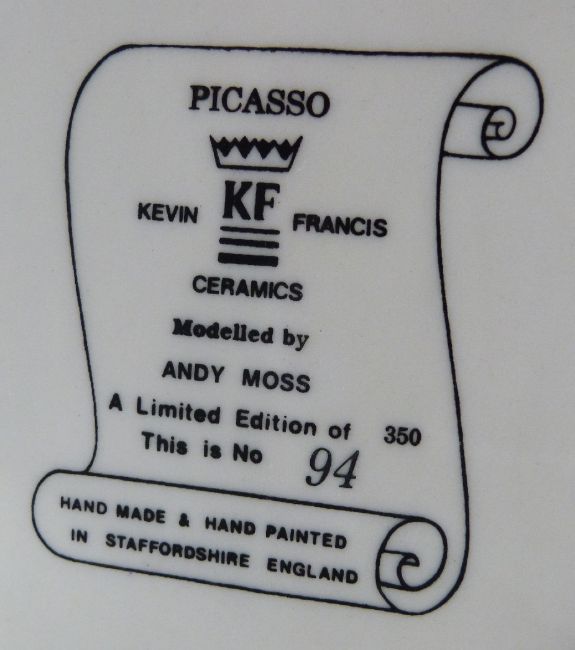 PICASSO
KF
KEVIN FRANCIS
CERAMICS
Modelled by
ANDY MOSS
A Limited Edition of 350
This is No 94
HAND MADE & HAND PAINTED
IN STAFFORDSHIRE ENGLAND